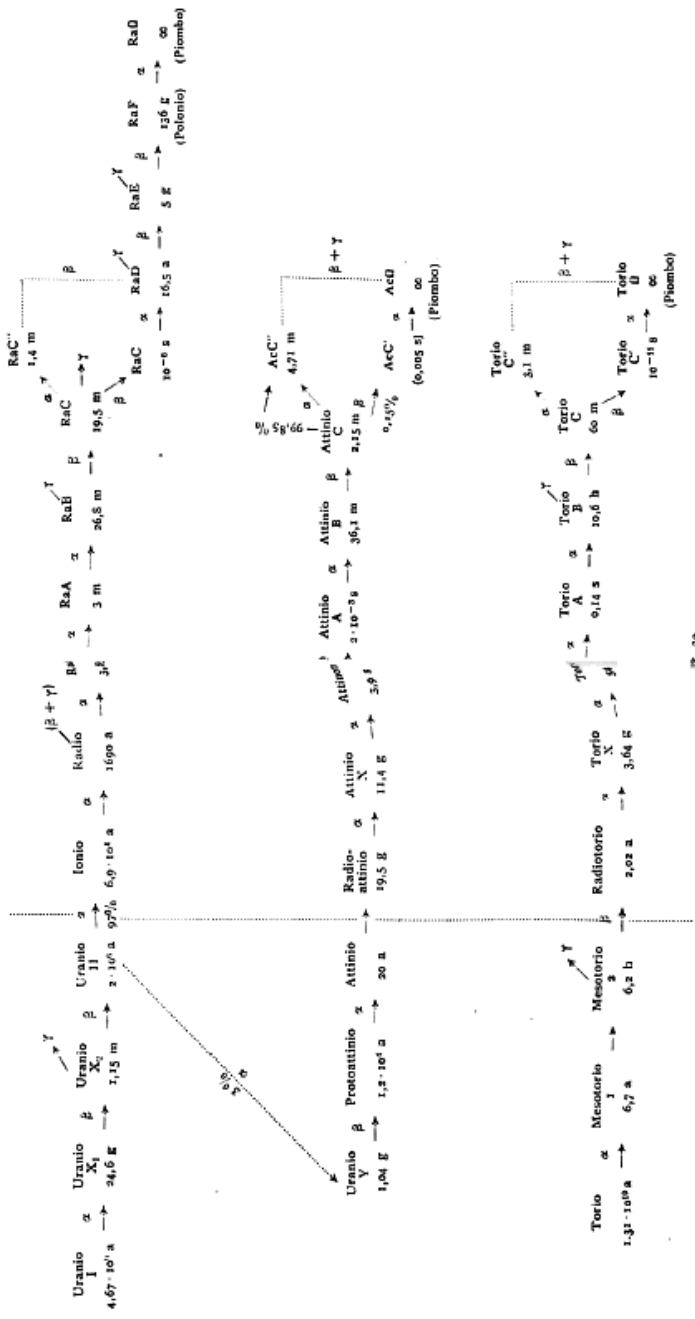 Uranio I
4,67 · 10⁹ a
α
Uranio X₁
24,6 g
β
Uranio X₂
1,15 m
γ
β
Uranio II
2 · 10⁶ a
α
97%
3%
α
Ionio
6,9 · 10⁴ a
α
Radio
1690 a
(β + γ)
α
α
RaA
3 m
α
RaB
26,8 m
γ
β
RaC
19,5 m
γ
α
RaC''
1,4 m
β
β
RaC
10⁻⁶ s
α
RaD
16,5 a
γ
β
RaE
5 g
γ
β
RaF
136 g
(Polonio)
α
RaΩ
∞
(Piombo)
Uranio Y
1,04 g
β
Protoattinio
α
Attinio
20 a
Radio-
attinio
19,5 g
α
Attinio X
11,4 g
α
3,9 s
Attinio A
2 · 10⁻³ s
α
Attinio B
36,1 m
β
Attinio C
2,15 m
99,85 %
α
AcC''
4,71 m
β + γ
β
0,15%
AcC'
(0,005 s)
α
AcΩ
∞
(Piombo)
Torio
1.31 · 10¹⁰ a
α
Mesotorio 1
6,7 a
Mesotorio 2
6,2 h
γ
β
Radiotorio
2,02 a
α
Torio X
3,64 g
α
α
Torio A
0,14 s
α
Torio B
10,6 h
γ
β
Torio C
60 m
α
Torio C''
3,1 m
β + γ
β
Torio C'
10⁻¹¹ s
α
Torio Ω
∞
(Piombo)